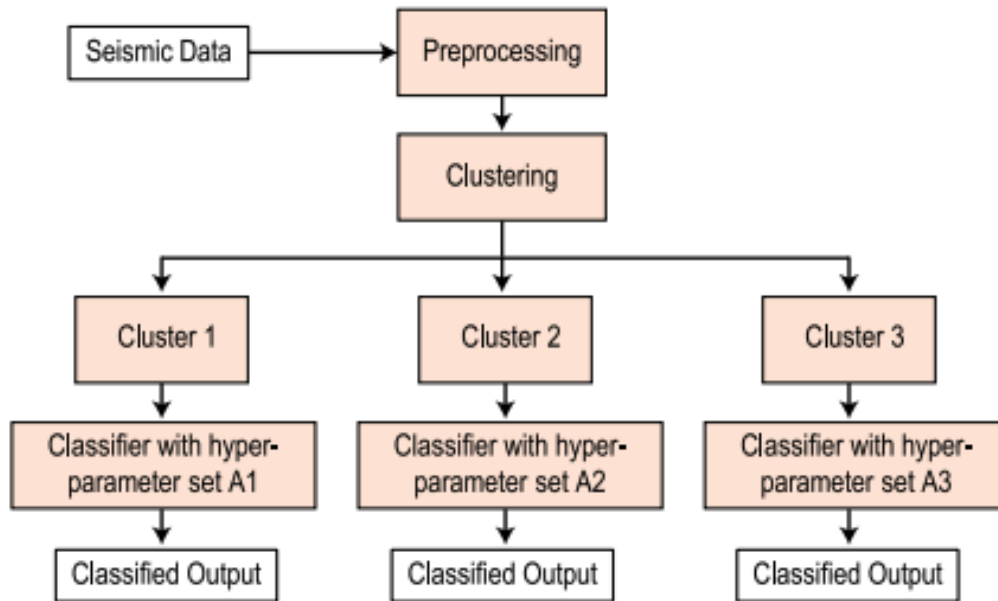 Seismic Data
Preprocessing
Clustering
Cluster 1
Cluster 2
Cluster 3
Classifier with hyper-
parameter set A1
Classifier with hyper-
parameter set A2
Classifier with hyper-
parameter set A3
Classified Output
Classified Output
Classified Output